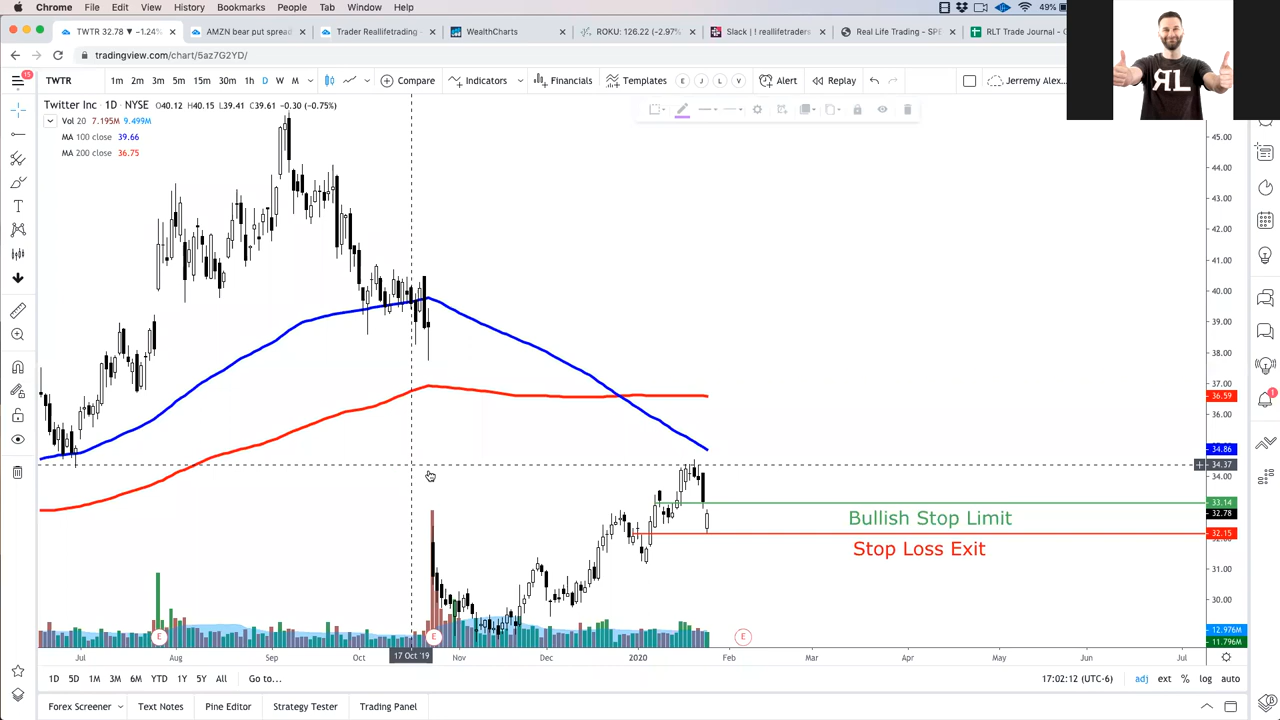 Chrome File Edit View History Bookmarks People Tab Window Help 49%
TWTR 32.78 ▼ −1.24% × AMZN bear put spread × Trader Reallifetrading × WealthCharts × ROKU: 126.22 (−2.97% × Slack | ! reallifetraders × Real Life Trading - SPE × RLT Trade Journal - G
tradingview.com/chart/5az7G2YD/
ЯL
15 TWTR 1m 2m 3m 5m 15m 30m 1h D W M Compare Indicators Financials Templates E J L V Alert Replay Jeremy Alex...
Twitter Inc · 1D · NYSE O40.12 H40.15 L39.41 C39.61 −0.30 (−0.75%)
Vol 20 7.195M 9.499M
MA 100 close 39.66
MA 200 close 36.75
45.00
44.00
43.00
42.00
41.00
40.00
39.00
38.00
37.00
36.59
36.00
34.86
34.37
34.00
33.14
32.78
Bullish Stop Limit
32.15
Stop Loss Exit
31.00
30.00
12.976M
11.796M
E E E
1
Jul Aug Sep Oct 17 Oct '19 Nov Dec 2020 Feb Mar Apr May Jun Jul
1D 5D 1M 3M 6M YTD 1Y 5Y All Go to... 17:02:12 (UTC-6) adj ext % log auto
Forex Screener Text Notes Pine Editor Strategy Tester Trading Panel